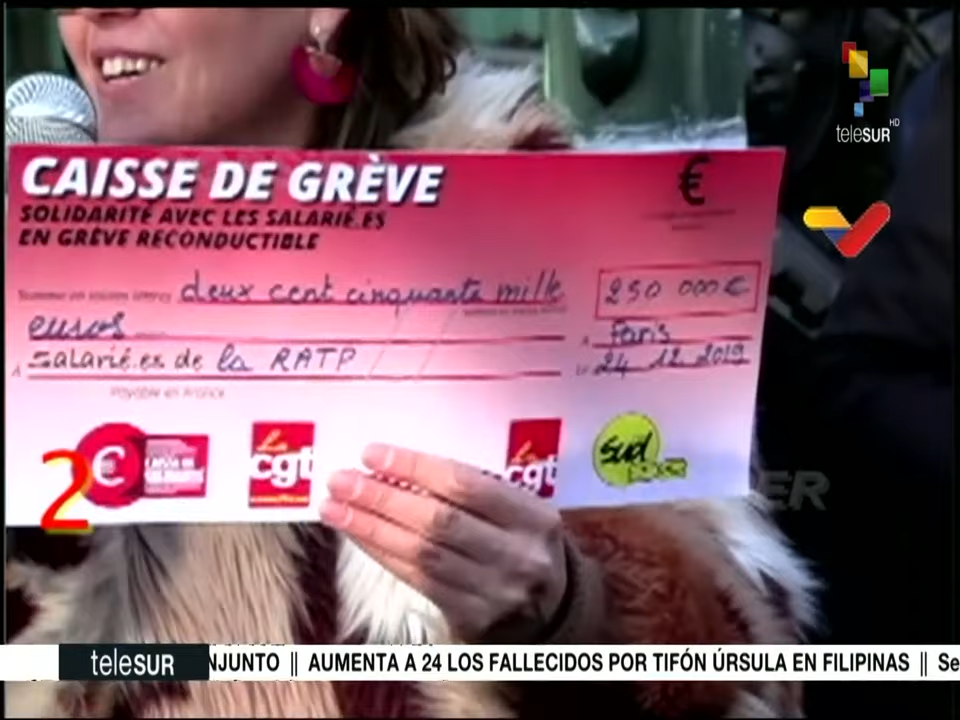 teleSUR HD
CAISSE DE GRÈVE
€
SOLIDARITÉ AVEC LES SALARIÉ.ES
EN GRÈVE RECONDUCTIBLE
deux cent cinquante mille
250 000 €
euros
Paris
salarié.es de la RATP
24.12.2019
Payable en France
2
€
La cgt
cgt
Sud
teleSUR
NJUNTO || AUMENTA A 24 LOS FALLECIDOS POR TIFÓN ÚRSULA EN FILIPINAS || Se